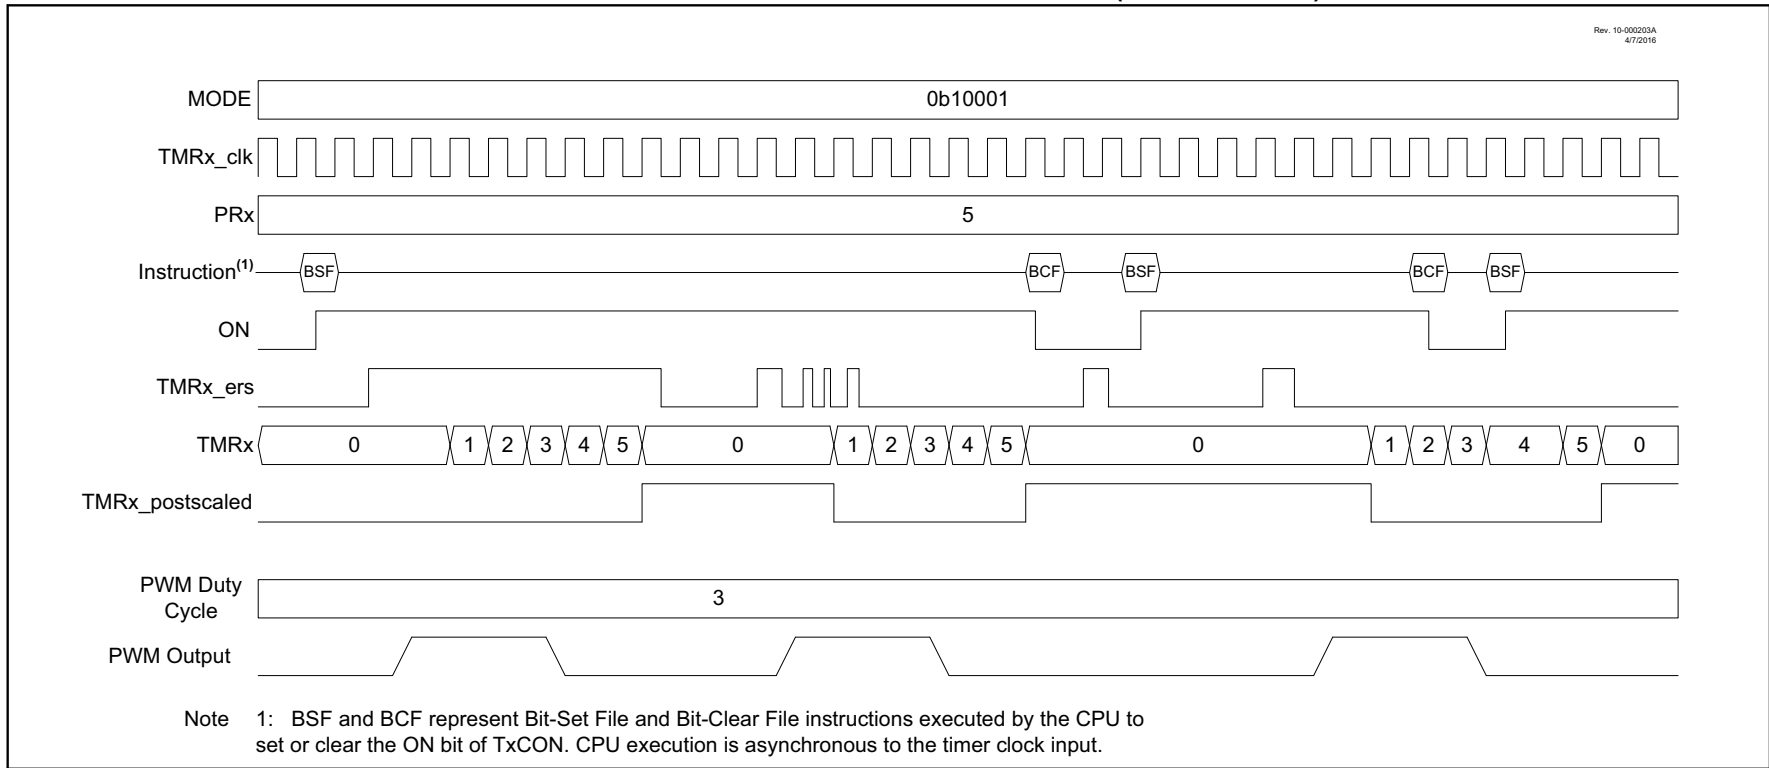 Rev. 10-000203A
4/7/2016
MODE 0b10001
TMRx_clk
PRx 5
Instruction(1) BSF BCF BSF BCF BSF
ON
TMRx_ers
TMRx 0 1 2 3 4 5 0 1 2 3 4 5 0 1 2 3 4 5 0
TMRx_postscaled
PWM Duty
Cycle 3
PWM Output
Note 1: BSF and BCF represent Bit-Set File and Bit-Clear File instructions executed by the CPU to
set or clear the ON bit of TxCON. CPU execution is asynchronous to the timer clock input.